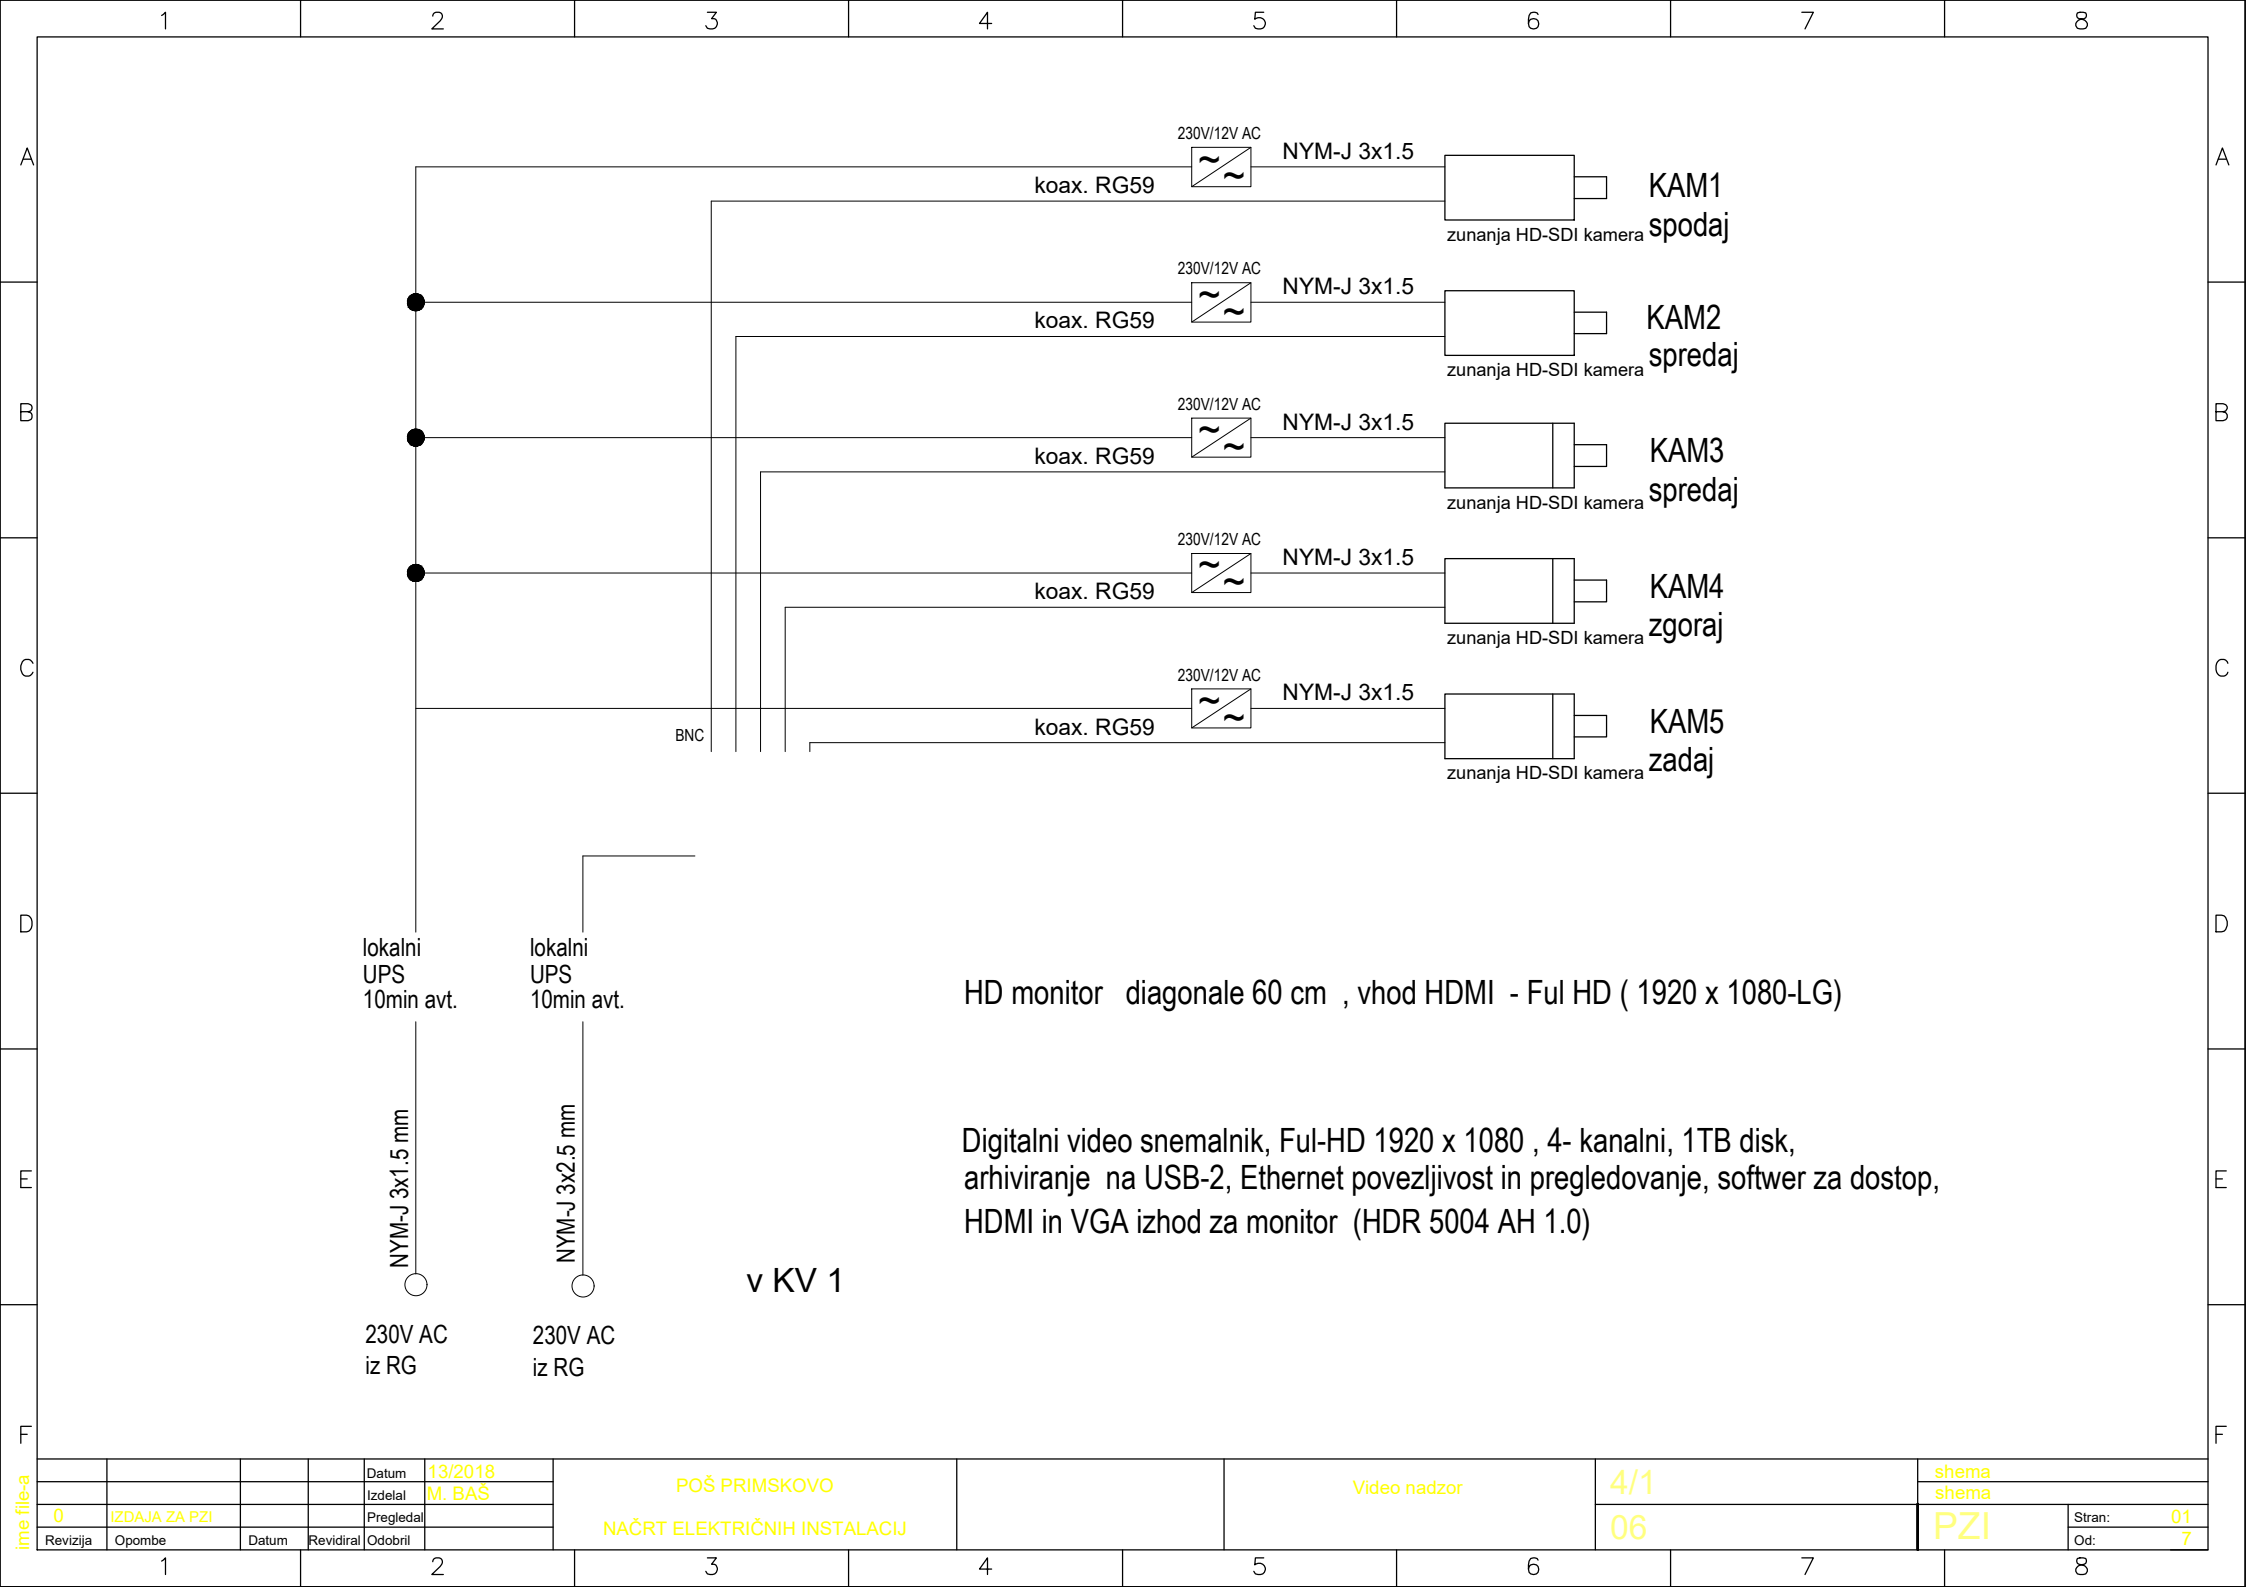 1 2 3 4 5 6 7 8
A A
B B
C C
D D
E E
F F
230V/12V AC
NYM-J 3x1.5
koax. RG59
KAM1
spodaj
zunanja HD-SDI kamera
230V/12V AC
NYM-J 3x1.5
koax. RG59
KAM2
spredaj
zunanja HD-SDI kamera
230V/12V AC
NYM-J 3x1.5
koax. RG59
KAM3
spredaj
zunanja HD-SDI kamera
230V/12V AC
NYM-J 3x1.5
koax. RG59
KAM4
zgoraj
zunanja HD-SDI kamera
230V/12V AC
NYM-J 3x1.5
koax. RG59
KAM5
zadaj
zunanja HD-SDI kamera
BNC
lokalni
UPS
10min avt.
lokalni
UPS
10min avt.
HD monitor diagonale 60 cm , vhod HDMI - Ful HD ( 1920 x 1080-LG)
Digitalni video snemalnik, Ful-HD 1920 x 1080 , 4- kanalni, 1TB disk,
arhiviranje na USB-2, Ethernet povezljivost in pregledovanje, softwer za dostop,
HDMI in VGA izhod za monitor (HDR 5004 AH 1.0)
NYM-J 3x1.5 mm
NYM-J 3x2.5 mm
v KV 1
230V AC
iz RG
230V AC
iz RG
ime file-a
Datum 13/2018
Izdelal M. BAŠ
0 IZDAJA ZA PZI Pregledal
Revizija Opombe Datum Revidiral Odobril
POŠ PRIMSKOVO
NAČRT ELEKTRIČNIH INSTALACIJ
Video nadzor
4/1
06
shema
shema
PZI
Stran: 01
Od: 7
1 2 3 4 5 6 7 8